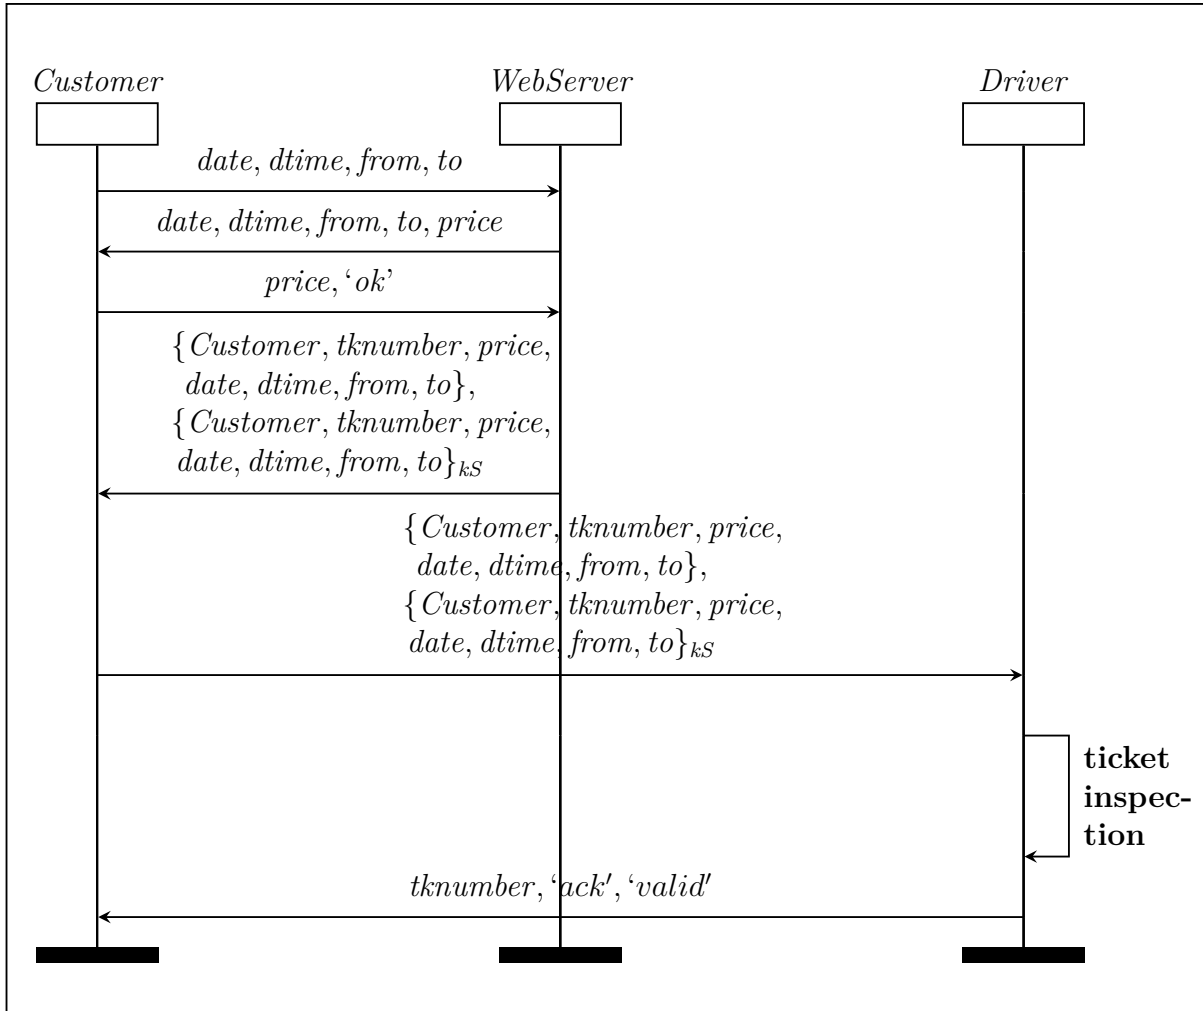 Customer WebServer Driver
date, dtime, from, to
date, dtime, from, to, price
price, ‘ok’
{Customer, tknumber, price,
date, dtime, from, to},
{Customer, tknumber, price,
date, dtime, from, to}kS
{Customer, tknumber, price,
date, dtime, from, to},
{Customer, tknumber, price,
date, dtime, from, to}kS
ticket
inspec-
tion
tknumber, ‘ack′, ‘valid′